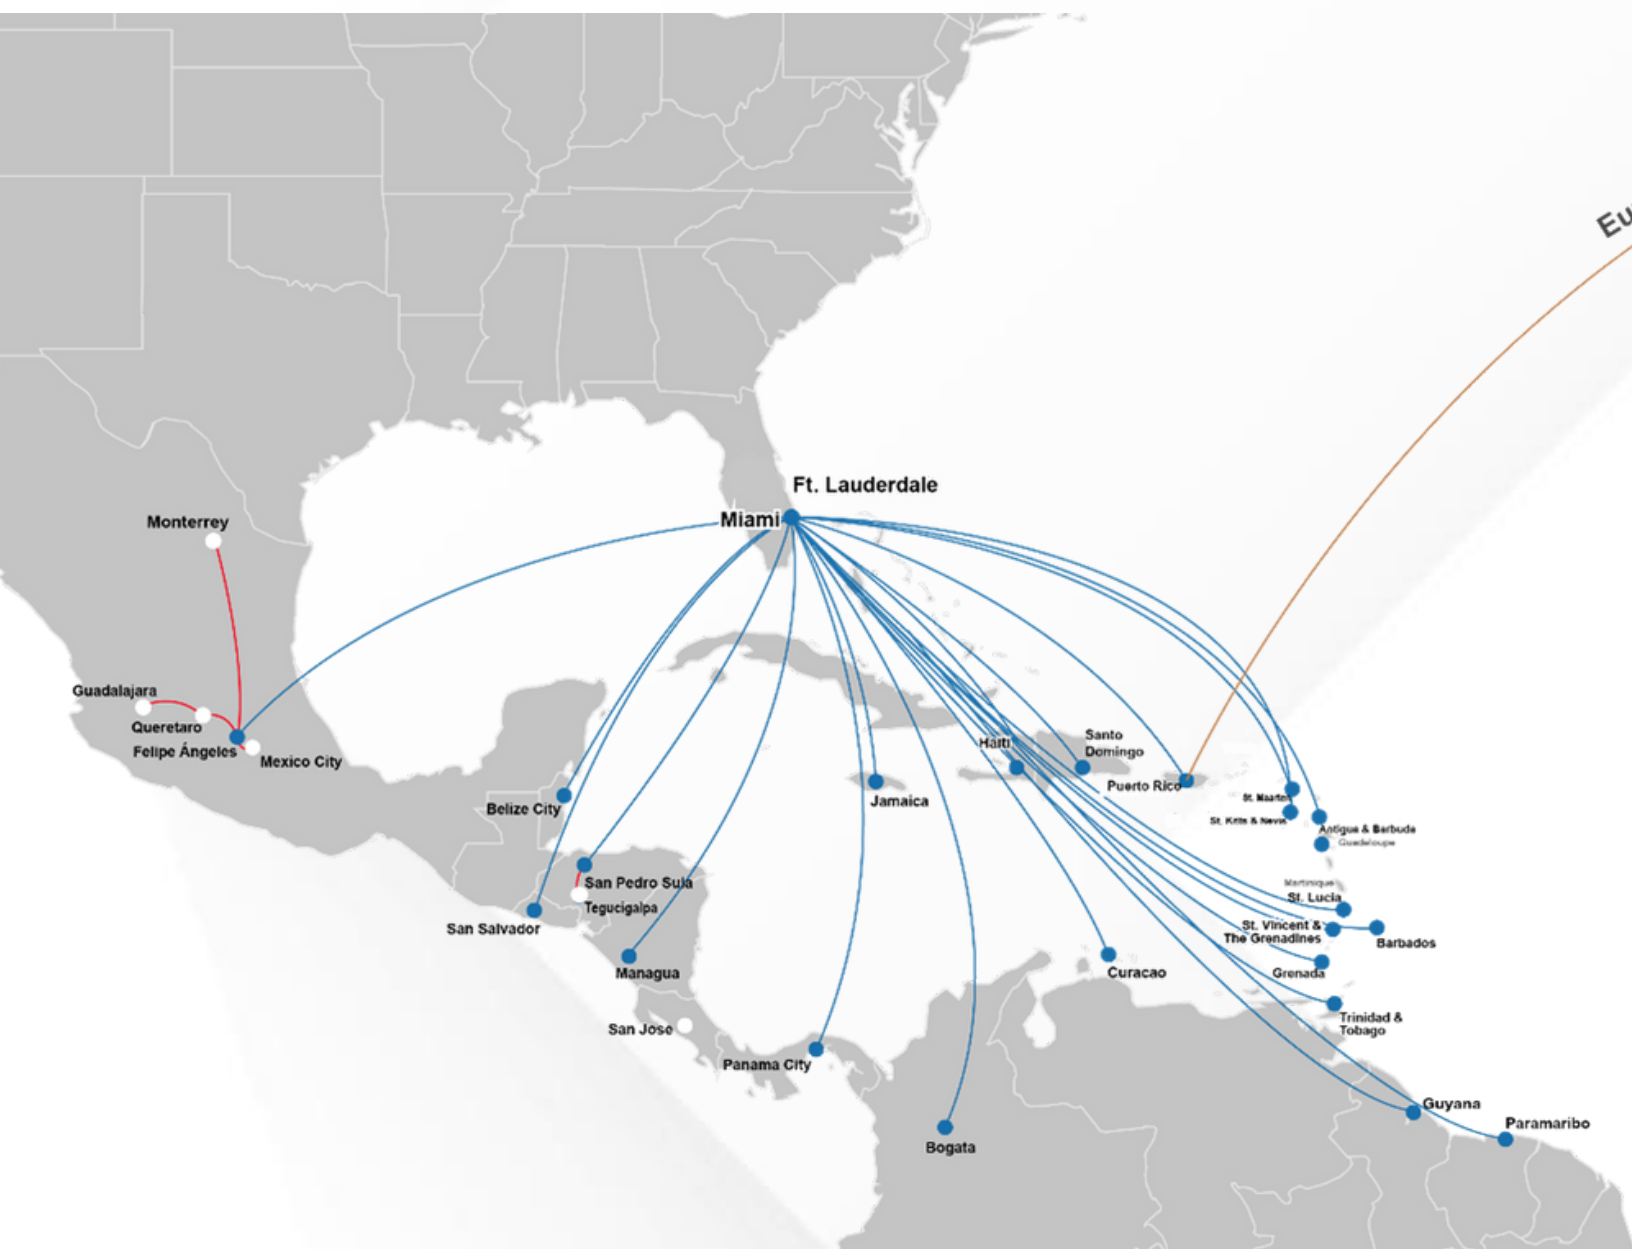 Eu
Ft. Lauderdale
Miami
Monterrey
Guadalajara
Queretaro
Felipe Ángeles
Mexico City
Belize City
San Pedro Sula
Tegucigalpa
San Salvador
Managua
San Jose
Panama City
Bogata
Jamaica
Haiti
Santo
Domingo
Puerto Rico
St. Maarten
St. Kitts & Nevis
Antigua & Barbuda
Guadeloupe
Martinique
St. Lucia
St. Vincent &
The Grenadines
Barbados
Grenada
Curacao
Trinidad &
Tobago
Guyana
Paramaribo